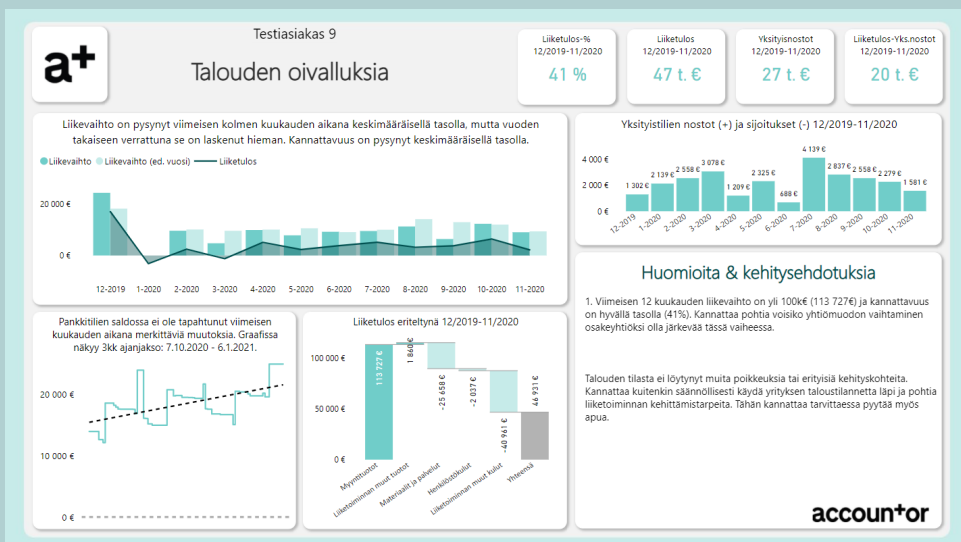 a+
Testiasiakas 9
Talouden oivalluksia
Liiketulos-%
12/2019-11/2020
41 %
Liiketulos
12/2019-11/2020
47 t. €
Yksityisnostot
12/2019-11/2020
27 t. €
Liiketulos-Yks.nostot
12/2019-11/2020
20 t. €
Liikevaihto on pysynyt viimeisen kolmen kuukauden aikana keskimääräisellä tasolla, mutta vuoden
takaiseen verrattuna se on laskenut hieman. Kannattavuus on pysynyt keskimääräisellä tasolla.
Liikevaihto Liikevaihto (ed. vuosi) Liiketulos
20 000 €
0 €
12-2019 1-2020 2-2020 3-2020 4-2020 5-2020 6-2020 7-2020 8-2020 9-2020 10-2020 11-2020
Yksityistilien nostot (+) ja sijoitukset (-) 12/2019-11/2020
4 000 €
2 000 €
0 €
1 302 € 2 139 € 2 558 € 3 078 € 1 209 € 2 325 € 688 € 4 139 € 2 837 € 2 558 € 2 279 € 1 581 €
12-2019 1-2020 2-2020 3-2020 4-2020 5-2020 6-2020 7-2020 8-2020 9-2020 10-2020 11-2020
Pankkitilien saldossa ei ole tapahtunut viimeisen
kuukauden aikana merkittäviä muutoksia. Graafissa
näkyy 3kk ajanjakso: 7.10.2020 - 6.1.2021.
20 000 €
10 000 €
0 €
Liiketulos eriteltynä 12/2019-11/2020
100 000 €
50 000 €
0 €
113 727 € 1 860 € -25 658 € -2 037 € -40 961 € 46 931 €
Myyntituotot Liiketoiminnan muut tuotot Materiaalit ja palvelut Henkilöstökulut Liiketoiminnan muut kulut Yhteensä
Huomioita & kehitysehdotuksia
1. Viimeisen 12 kuukauden liikevaihto on yli 100k€ (113 727€) ja kannattavuus
on hyvällä tasolla (41%). Kannattaa pohtia voisiko yhtiömuodon vaihtaminen
osakeyhtiöksi olla järkevää tässä vaiheessa.
Talouden tilasta ei löytynyt muita poikkeuksia tai erityisiä kehityskohteita.
Kannattaa kuitenkin säännöllisesti käydä yrityksen taloustilannetta läpi ja pohtia
liiketoiminnan kehittämistarpeita. Tähän kannattaa tarvittaessa pyytää myös
apua.
accountor